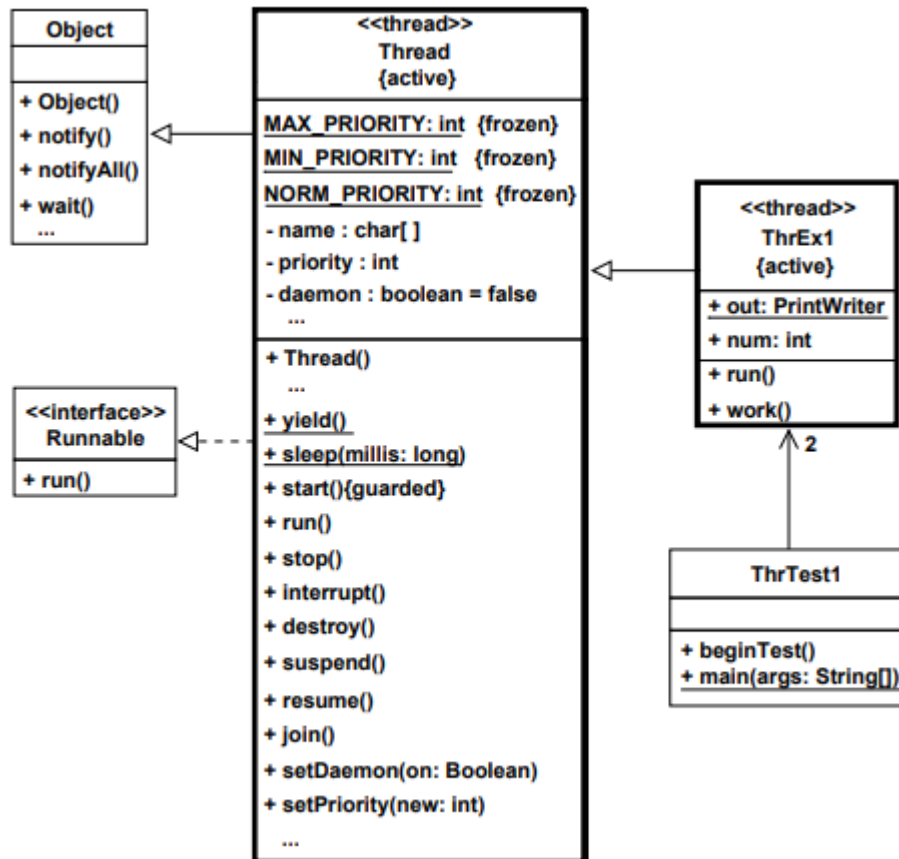 Object
+ Object()
+ notify()
+ notifyAll()
+ wait()
...
<<interface>>
Runnable
+ run()
<<thread>>
Thread
{active}
MAX_PRIORITY: int {frozen}
MIN_PRIORITY: int {frozen}
NORM_PRIORITY: int {frozen}
- name : char[ ]
- priority : int
- daemon : boolean = false
...
+ Thread()
...
+ yield()
+ sleep(millis: long)
+ start(){guarded}
+ run()
+ stop()
+ interrupt()
+ destroy()
+ suspend()
+ resume()
+ join()
+ setDaemon(on: Boolean)
+ setPriority(new: int)
...
<<thread>>
ThrEx1
{active}
+ out: PrintWriter
+ num: int
+ run()
+ work()
2
ThrTest1
+ beginTest()
+ main(args: String[])